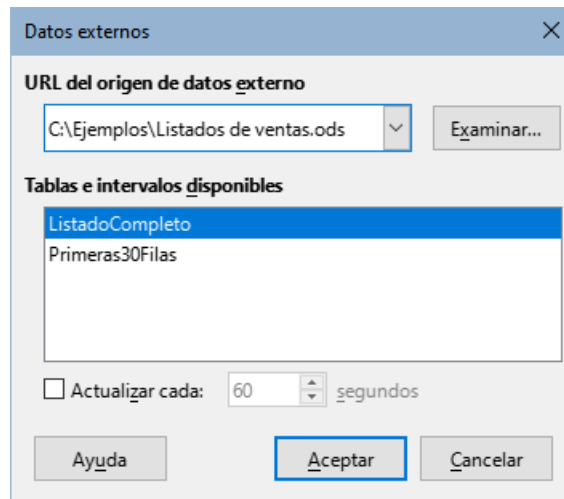 Datos externos
URL del origen de datos externo
C:\Ejemplos\Listados de ventas.ods
Examinar...
Tablas e intervalos disponibles
ListadoCompleto
Primeras30Filas
Actualizar cada: 60 segundos
Ayuda Aceptar Cancelar